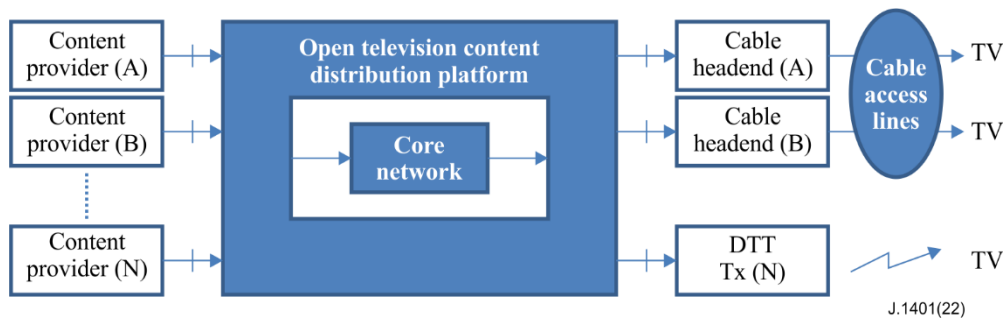 Content
provider (A)
Content
provider (B)
Content
provider (N)
Open television content
distribution platform
Core
network
Cable
headend (A)
Cable
headend (B)
DTT
Tx (N)
Cable
access
lines
TV
TV
TV
J.1401(22)